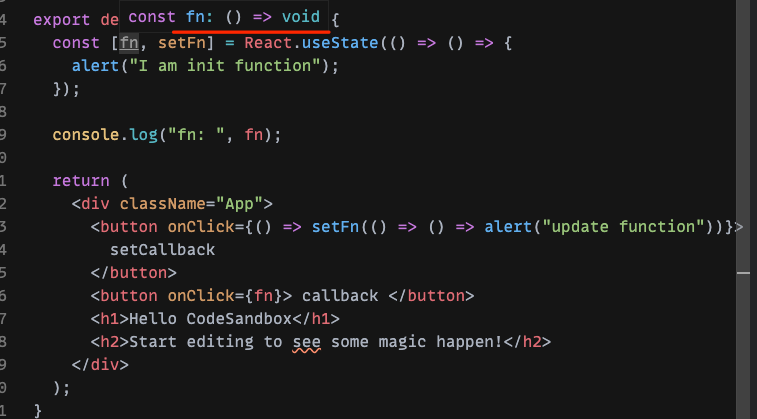 const fn: () => void
4 export de {
5 const [fn, setFn] = React.useState(() => () => {
6 alert("I am init function");
7 });
8
9 console.log("fn: ", fn);
0
1 return (
2 <div className="App">
3 <button onClick={() => setFn(() => () => alert("update function"))}>
4 setCallback
5 </button>
6 <button onClick={fn}> callback </button>
7 <h1>Hello CodeSandbox</h1>
8 <h2>Start editing to see some magic happen!</h2>
9 </div>
0 );
1 }